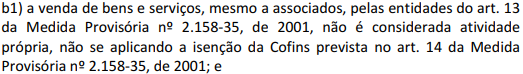 b1) a venda de bens e serviços, mesmo a associados, pelas entidades do art. 13
da Medida Provisória nº 2.158-35, de 2001, não é considerada atividade
própria, não se aplicando a isenção da Cofins prevista no art. 14 da Medida
Provisória nº 2.158-35, de 2001; e